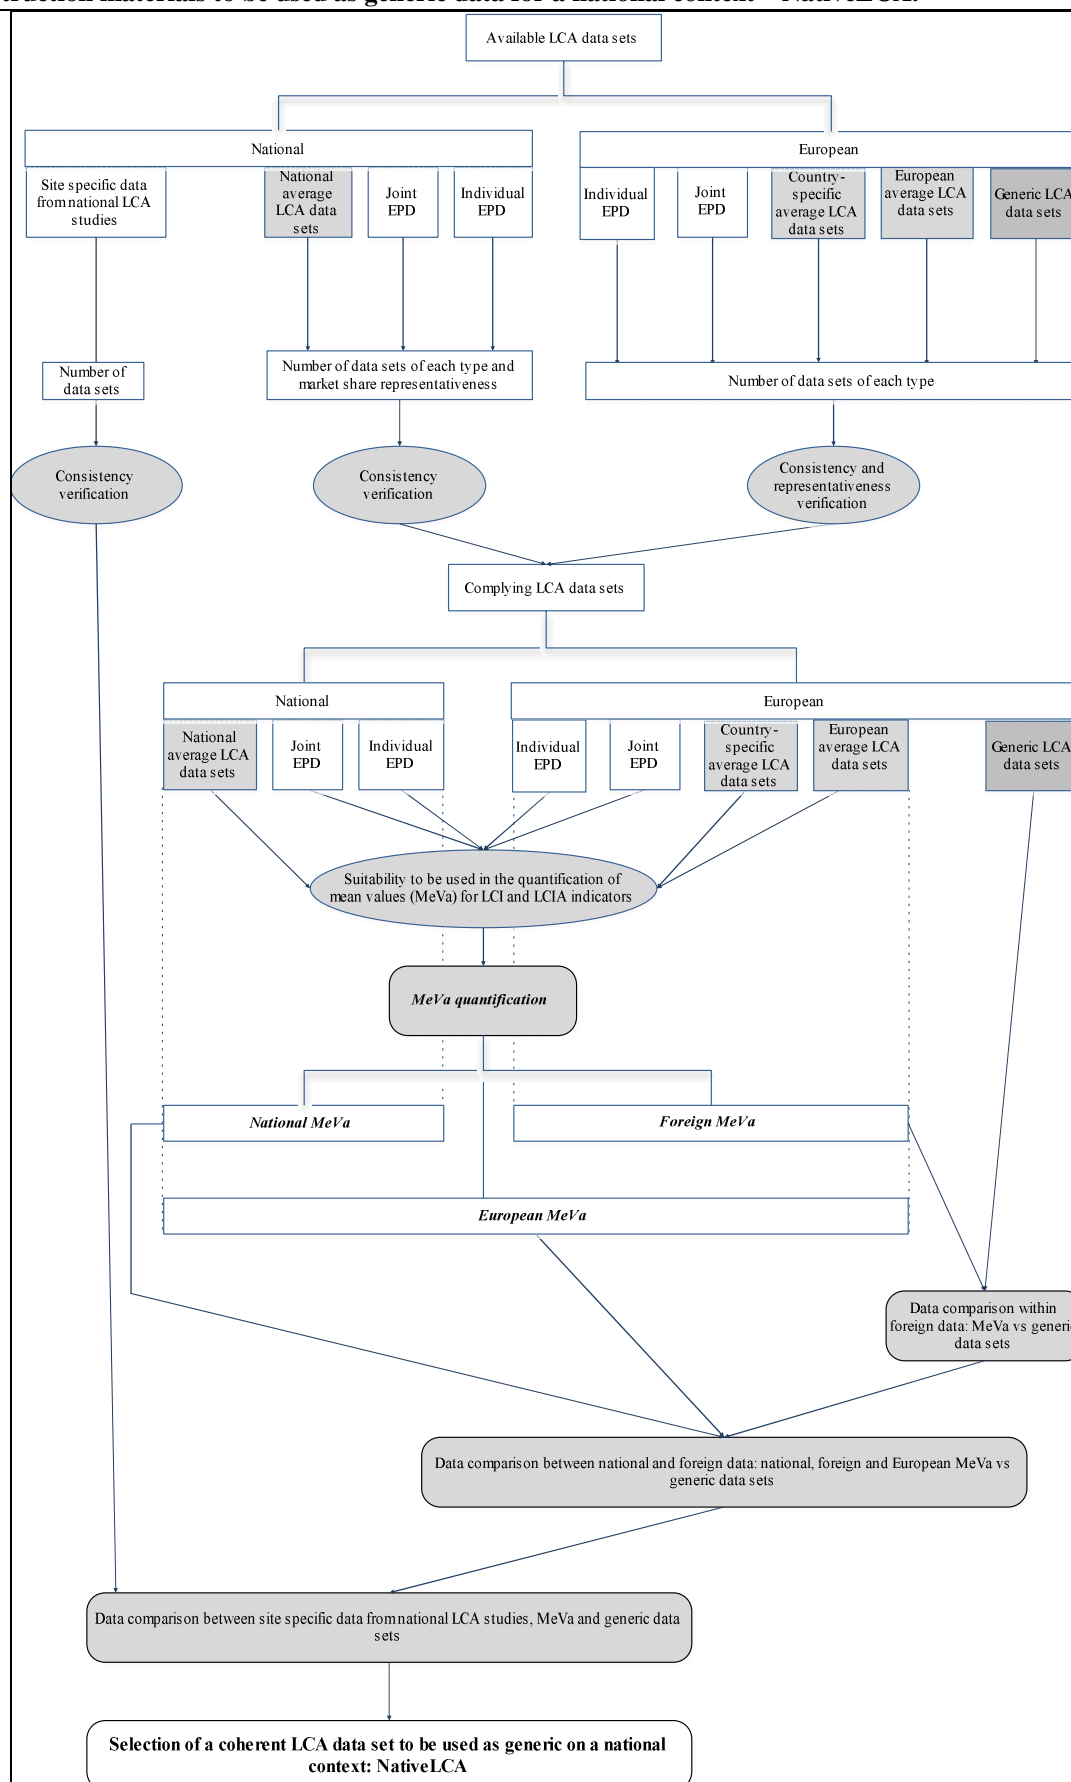 Available LCA data sets
National
European
Site specific data
from national LCA
studies
National
average
LCA data
sets
Joint
EPD
Individual
EPD
Individual
EPD
Joint
EPD
Country-
specific
average LCA
data sets
European
average LCA
data sets
Generic LCA
data sets
Number of
data sets
Number of data sets of each type and
market share representativeness
Number of data sets of each type
Consistency
verification
Consistency
verification
Consistency and
representativeness
verification
Complying LCA data sets
National
European
National
average LCA
data sets
Joint
EPD
Individual
EPD
Individual
EPD
Joint
EPD
Country-
specific
average LCA
data sets
European
average LCA
data sets
Generic LCA
data sets
Suitability to be used in the quantification of
mean values (MeVa) for LCI and LCIA indicators
MeVa quantification
National MeVa
Foreign MeVa
European MeVa
Data comparison within
foreign data: MeVa vs generic
data sets
Data comparison between national and foreign data: national, foreign and European MeVa vs
generic data sets
Data comparison between site specific data from national LCA studies, MeVa and generic data
sets
Selection of a coherent LCA data set to be used as generic on a national
context: NativeLCA